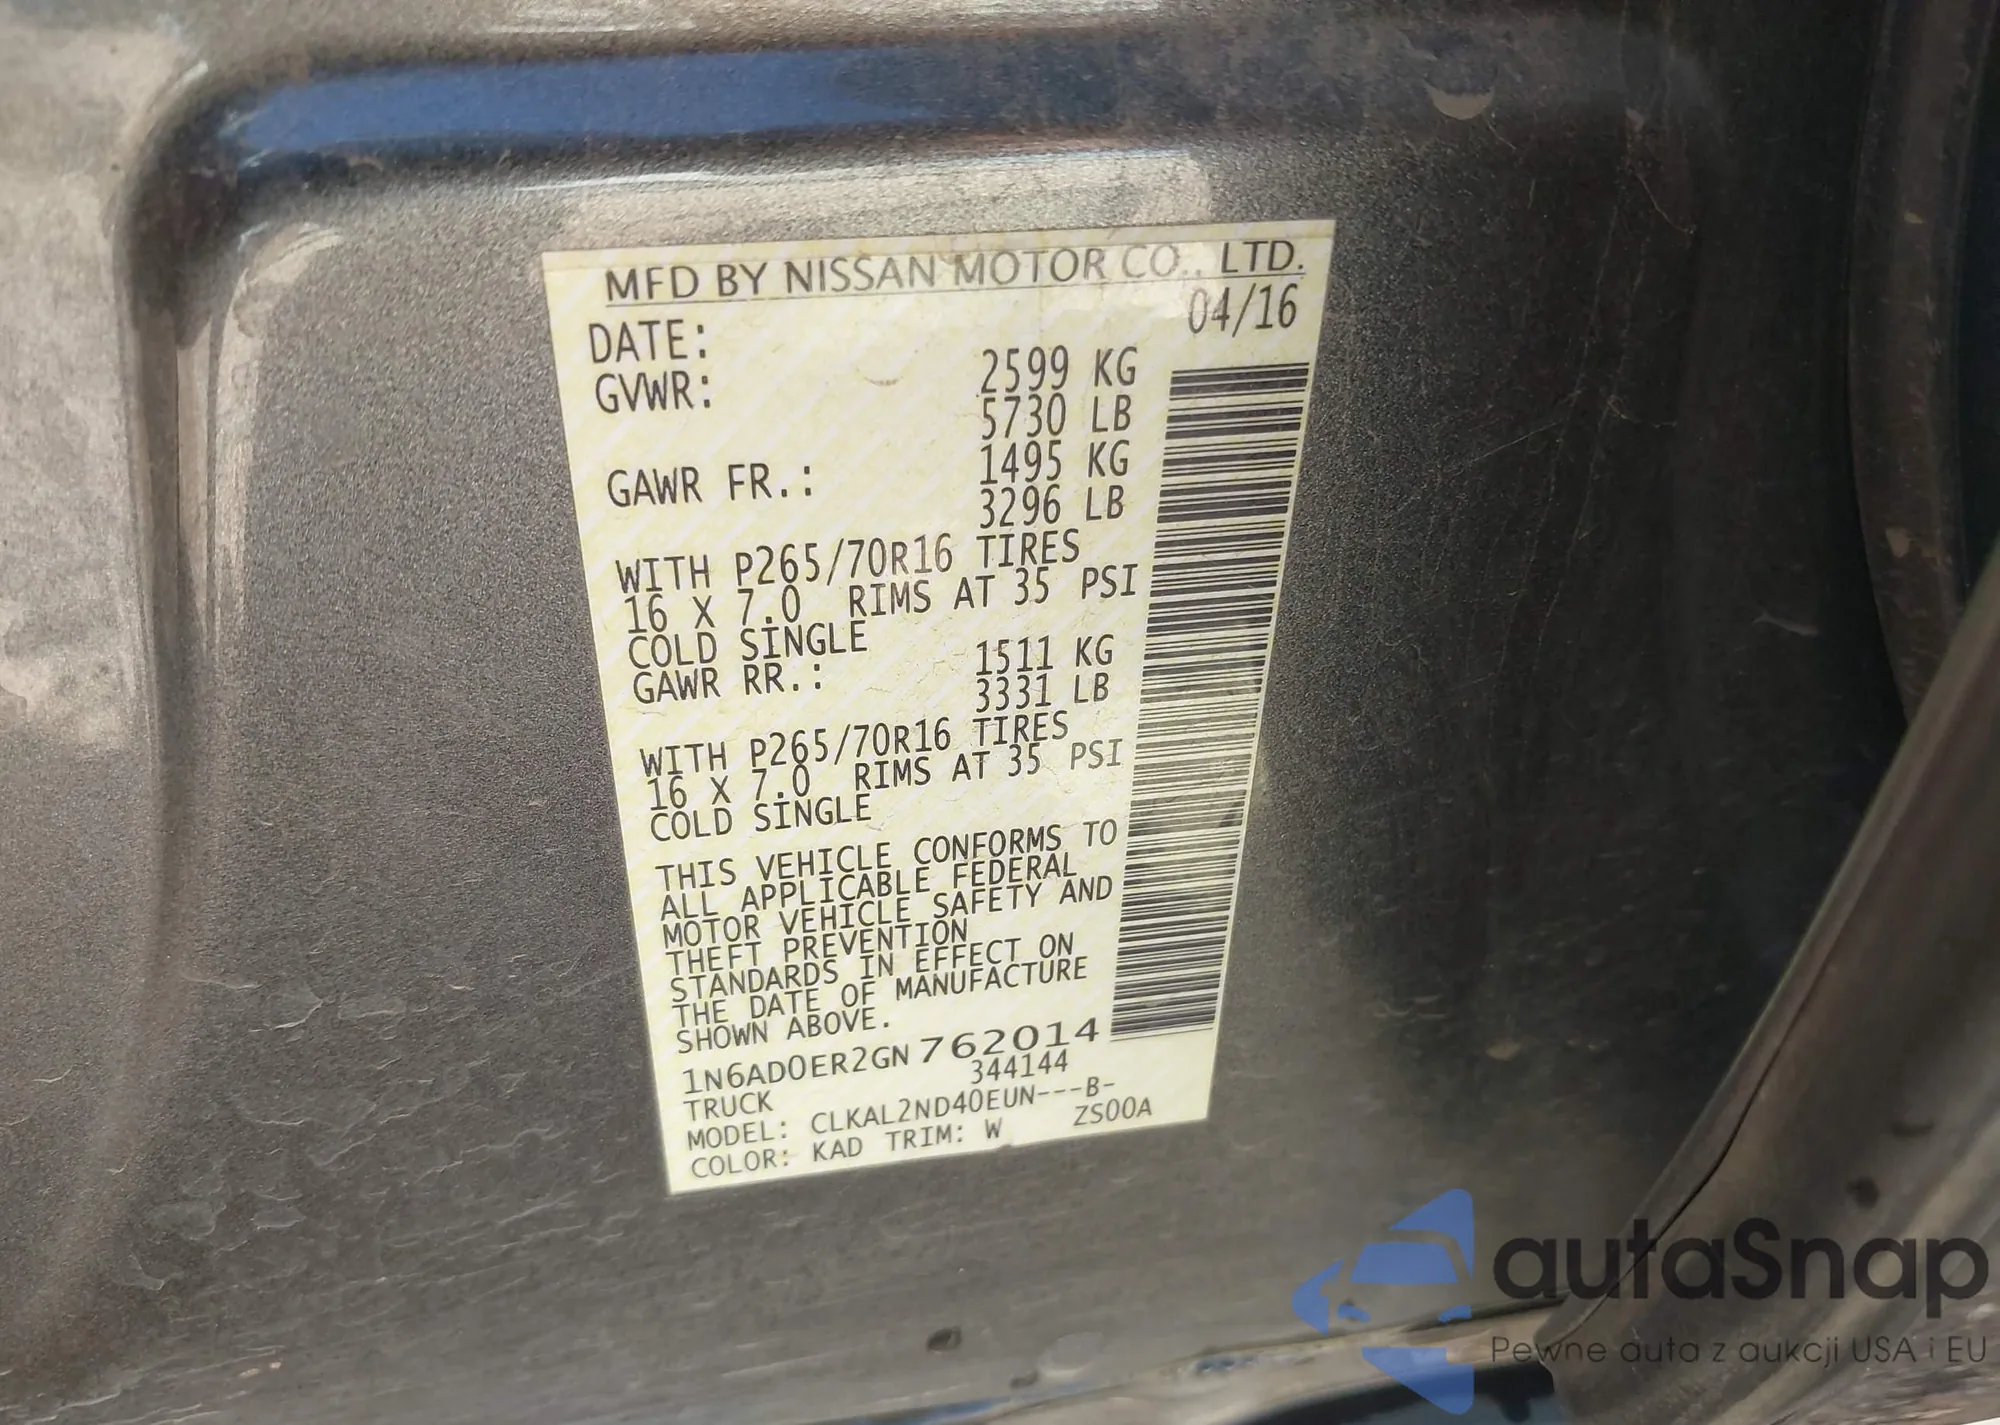 MFD BY NISSAN MOTOR CO., LTD.
DATE: 04/16
GVWR: 2599 KG
5730 LB
GAWR FR.: 1495 KG
3296 LB
WITH P265/70R16 TIRES
16 X 7.0 RIMS AT 35 PSI
COLD SINGLE
GAWR RR.: 1511 KG
3331 LB
WITH P265/70R16 TIRES
16 X 7.0 RIMS AT 35 PSI
COLD SINGLE
THIS VEHICLE CONFORMS TO
ALL APPLICABLE FEDERAL
MOTOR VEHICLE SAFETY AND
THEFT PREVENTION
STANDARDS IN EFFECT ON
THE DATE OF MANUFACTURE
SHOWN ABOVE.
1N6AD0ER2GN762014
TRUCK 344144
MODEL: CLKAL2ND40EUN---B-
COLOR: KAD TRIM: W ZS00A
autaSnap
Pewne auta z aukcji USA i EU